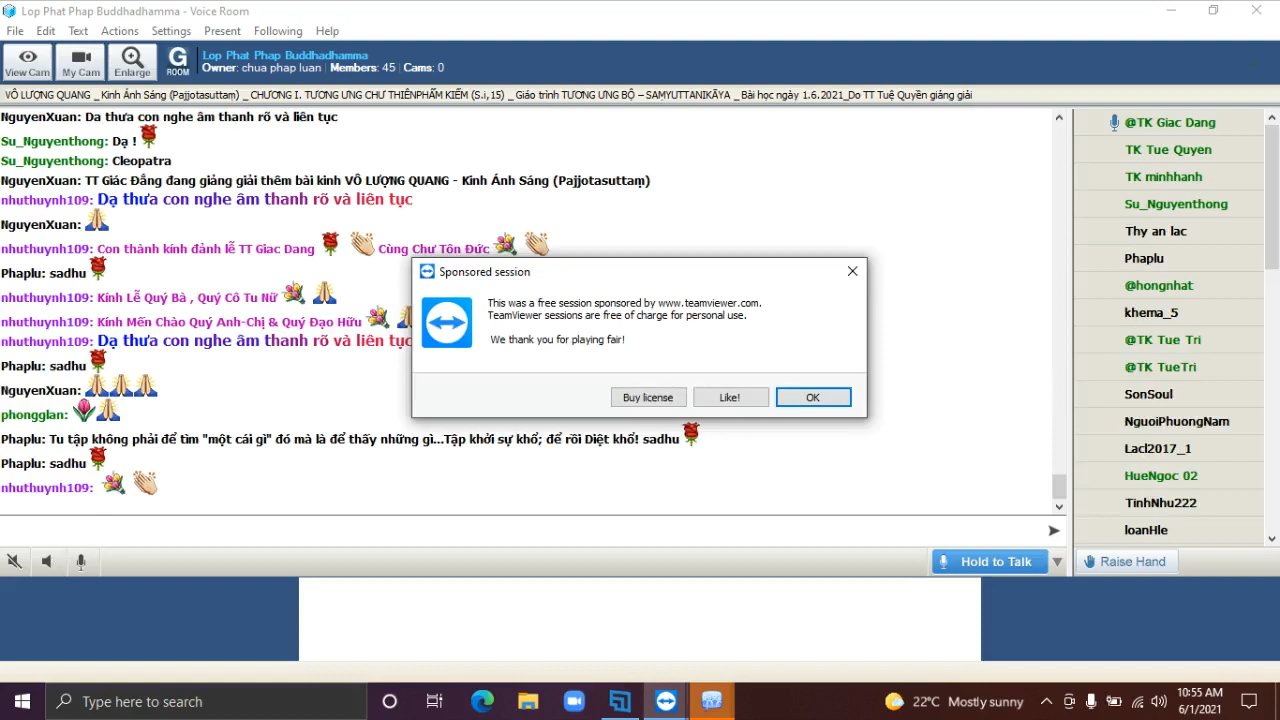 Lop Phat Phap Buddhadhamma - Voice Room
File Edit Text Actions Settings Present Following Help
View Cam
My Cam
Enlarge
G ROOM
Lop Phat Phap Buddhadhamma
Owner: chua phap luan | Members: 45 | Cams: 0
VÔ LƯỢNG QUANG _ Kinh Ánh Sáng (Pajjotasuttaṃ) _ CHƯƠNG I. TƯƠNG ƯNG CHƯ THIÊNPHẨM KIẾM (S.i,15) _ Giáo trình TƯƠNG ƯNG BỘ – SAṂYUTTANIKĀYA _ Bài học ngày 1.6.2021_Do TT Tuệ Quyền giảng giải
NguyenXuan: Dạ thưa con nghe âm thanh rõ và liên tục
Su_Nguyenthong: Dạ !
Su_Nguyenthong: Cleopatra
NguyenXuan: TT Giác Đẳng đang giảng giải thêm bài kinh VÔ LƯỢNG QUANG - Kinh Ánh Sáng (Pajjotasuttaṃ)
nhuthuynh109: Dạ thưa con nghe âm thanh rõ và liên tục
NguyenXuan:
nhuthuynh109: Con thành kính đảnh lễ TT Giac Dang Cùng Chư Tôn Đức
Phaplu: sadhu
nhuthuynh109: Kính Lễ Quý Bà , Quý Cô Tu Nữ
nhuthuynh109: Kính Mến Chào Quý Anh-Chị & Quý Đạo Hữu
nhuthuynh109: Dạ thưa con nghe âm thanh rõ và liên tục
Phaplu: sadhu
NguyenXuan:
phongglan:
Phaplu: Tu tập không phải để tìm "một cái gì" đó mà là để thấy những gì...Tập khởi sự khổ; để rồi Diệt khổ! sadhu
Phaplu: sadhu
nhuthuynh109:
Sponsored session
This was a free session sponsored by www.teamviewer.com.
TeamViewer sessions are free of charge for personal use.
We thank you for playing fair!
Buy license
Like!
OK
@TK Giac Dang
TK Tue Quyen
TK minhhanh
Su_Nguyenthong
Thy an lac
Phaplu
@hongnhat
khema_5
@TK Tue Tri
@TK TueTri
SonSoul
NguoiPhuongNam
Lacl2017_1
HueNgoc 02
TinhNhu222
loanHle
Hold to Talk
Raise Hand
Type here to search
22°C Mostly sunny
10:55 AM
6/1/2021